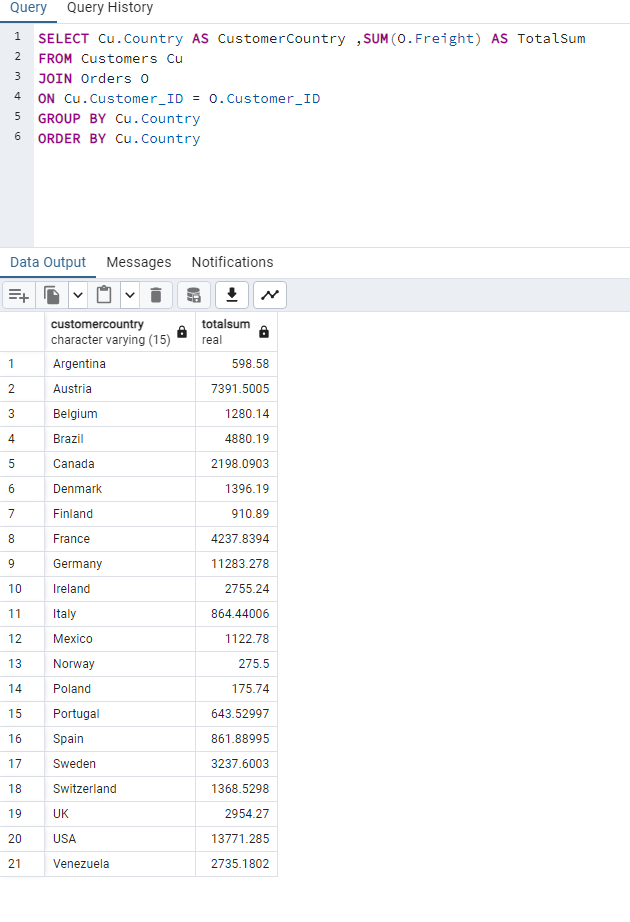 Query Query History
1 SELECT Cu.Country AS CustomerCountry ,SUM(O.Freight) AS TotalSum
2 FROM Customers Cu
3 JOIN Orders O
4 ON Cu.Customer_ID = O.Customer_ID
5 GROUP BY Cu.Country
6 ORDER BY Cu.Country
Data Output Messages Notifications
customercountry totalsum
character varying (15) real
1 Argentina 598.58
2 Austria 7391.5005
3 Belgium 1280.14
4 Brazil 4880.19
5 Canada 2198.0903
6 Denmark 1396.19
7 Finland 910.89
8 France 4237.8394
9 Germany 11283.278
10 Ireland 2755.24
11 Italy 864.44006
12 Mexico 1122.78
13 Norway 275.5
14 Poland 175.74
15 Portugal 643.52997
16 Spain 861.88995
17 Sweden 3237.6003
18 Switzerland 1368.5298
19 UK 2954.27
20 USA 13771.285
21 Venezuela 2735.1802